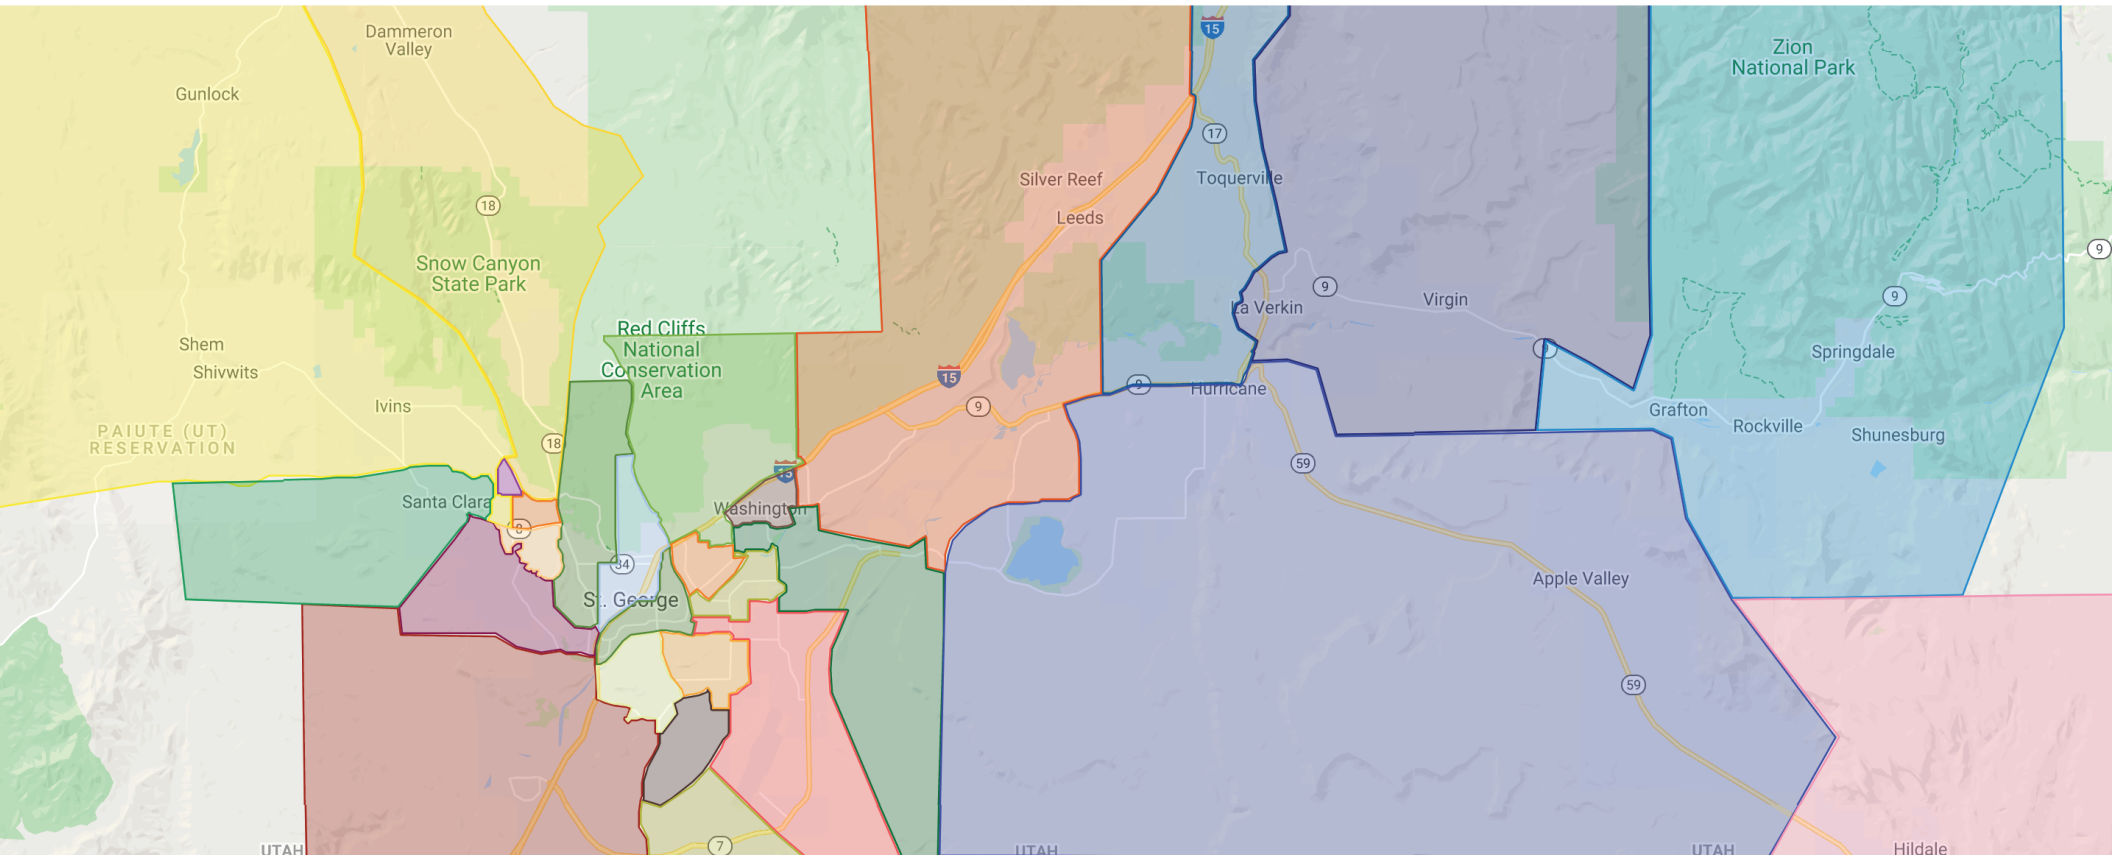 Dammeron
Valley
15
Zion
National Park
Gunlock
17
Silver Reef
Toquerville
18
Leeds
9
Snow Canyon
State Park
9
9
Virgin
La Verkin
Red Cliffs
National
Conservation
Area
Shem
Shivwits
Springdale
15
9
Hurricane
Ivins
9
Grafton
Rockville
Shunesburg
PAIUTE (UT)
RESERVATION
18
59
15
Santa Clara
Washington
8
34
Apple Valley
St. George
59
7
UTAH
UTAH
UTAH
Hildale